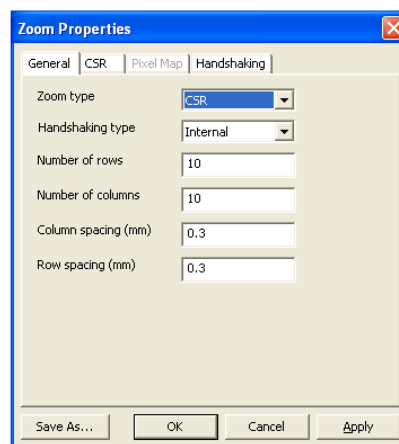 Zoom Properties
General CSR Pixel Map Handshaking
Zoom type CSR
Handshaking type Internal
Number of rows 10
Number of columns 10
Column spacing (mm) 0.3
Row spacing (mm) 0.3
Save As... OK Cancel Apply